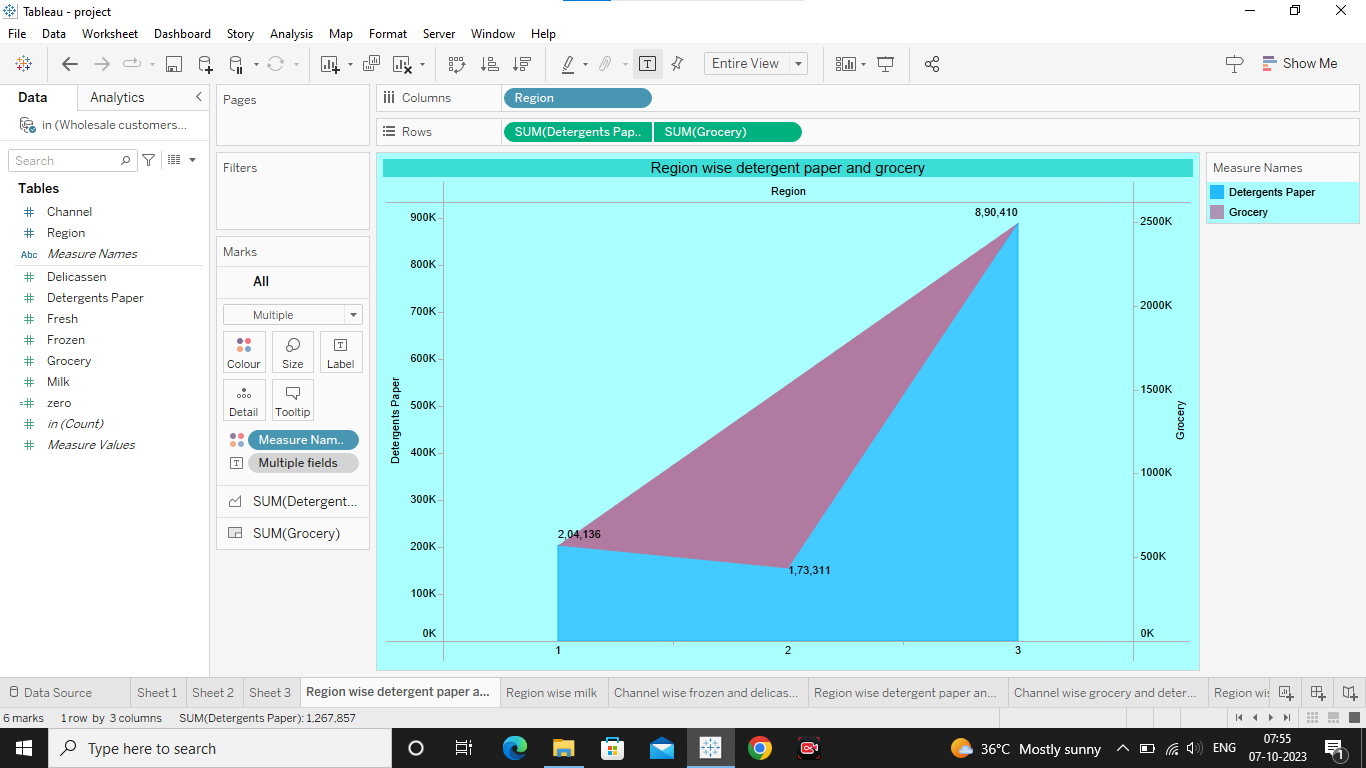 Tableau - project
File Data Worksheet Dashboard Story Analysis Map Format Server Window Help
Entire View
Show Me
Data Analytics
in (Wholesale customers...
Search
Tables
Channel
Region
Abc Measure Names
Delicassen
Detergents Paper
Fresh
Frozen
Grocery
Milk
zero
in (Count)
Measure Values
Pages
Filters
Marks
All
Multiple
Colour Size Label
Detail Tooltip
Measure Nam..
Multiple fields
SUM(Detergent...
SUM(Grocery)
Columns Region
Rows SUM(Detergents Pap.. SUM(Grocery)
Region wise detergent paper and grocery
Region
900K
800K
700K
600K
500K
400K
300K
200K
100K
0K
Detergents Paper
8,90,410
2,04,136
1,73,311
1 2 3
2500K
2000K
1500K
1000K
500K
0K
Grocery
Measure Names
Detergents Paper
Grocery
Data Source Sheet 1 Sheet 2 Sheet 3 Region wise detergent paper a... Region wise milk Channel wise frozen and delicas... Region wise detergent paper an... Channel wise grocery and deter... Region wis
6 marks 1 row by 3 columns SUM(Detergents Paper): 1,267,857
Type here to search
36°C Mostly sunny ENG 07:55
07-10-2023
1